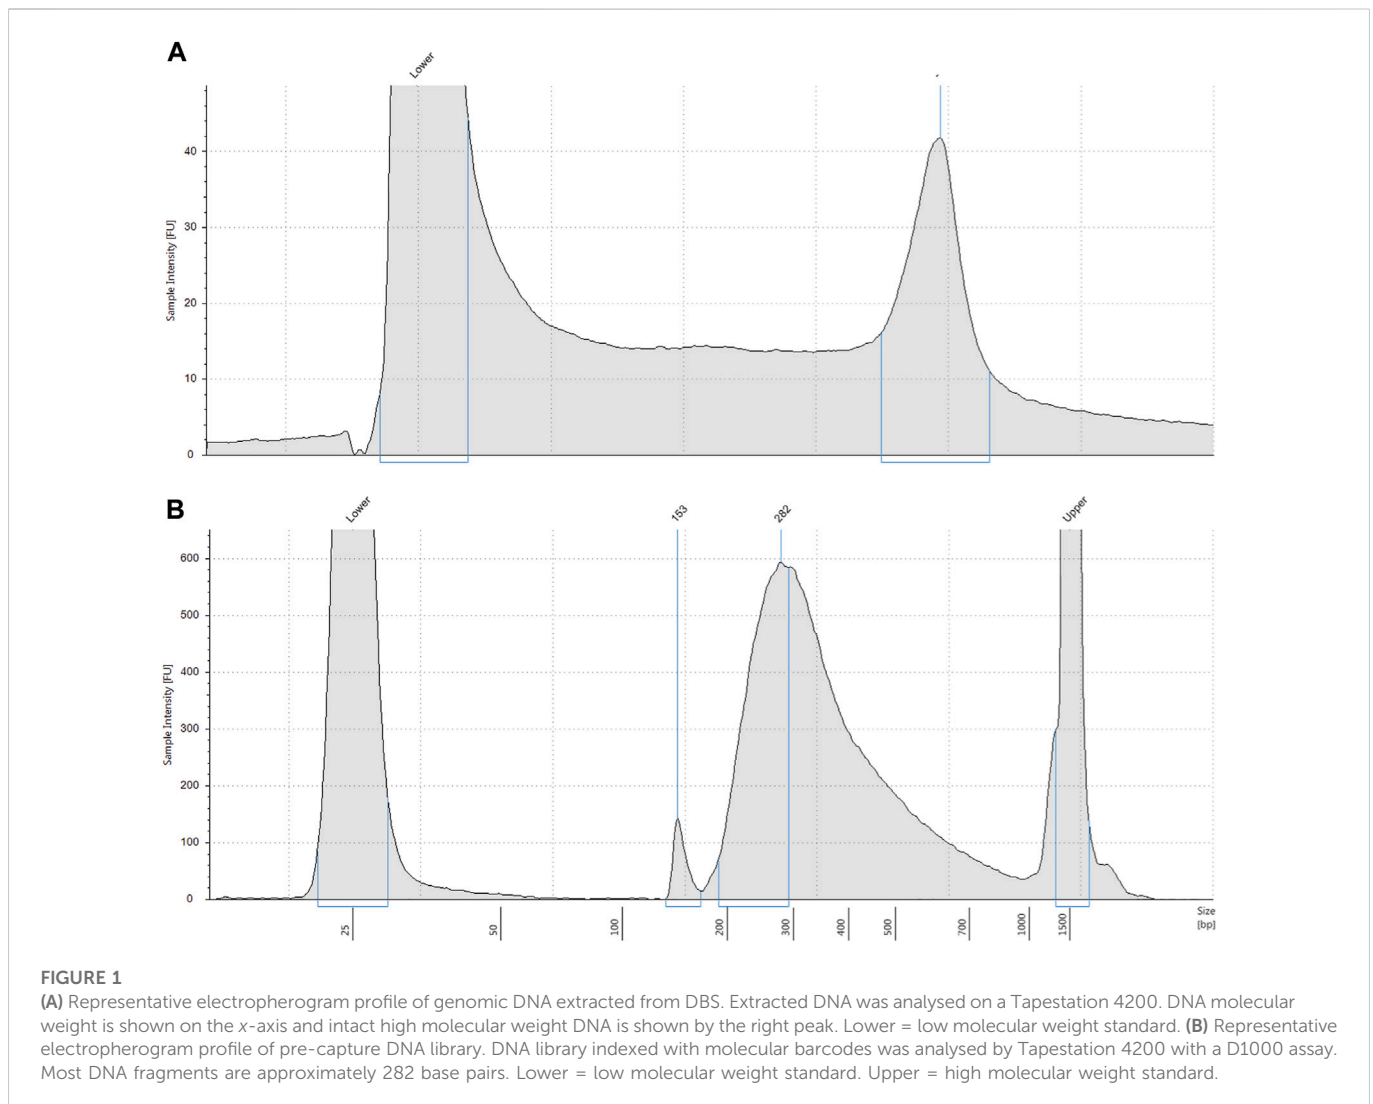 A
Lower
Sample Intensity [FU]
40
30
20
10
0
B
Lower
153
282
Upper
Sample Intensity [FU]
600
500
400
300
200
100
0
25
50
100
200
300
400
500
700
1000
1500
Size
[bp]
FIGURE 1
(A) Representative electropherogram profile of genomic DNA extracted from DBS. Extracted DNA was analysed on a Tapestation 4200. DNA molecular
weight is shown on the x-axis and intact high molecular weight DNA is shown by the right peak. Lower = low molecular weight standard. (B) Representative
electropherogram profile of pre-capture DNA library. DNA library indexed with molecular barcodes was analysed by Tapestation 4200 with a D1000 assay.
Most DNA fragments are approximately 282 base pairs. Lower = low molecular weight standard. Upper = high molecular weight standard.